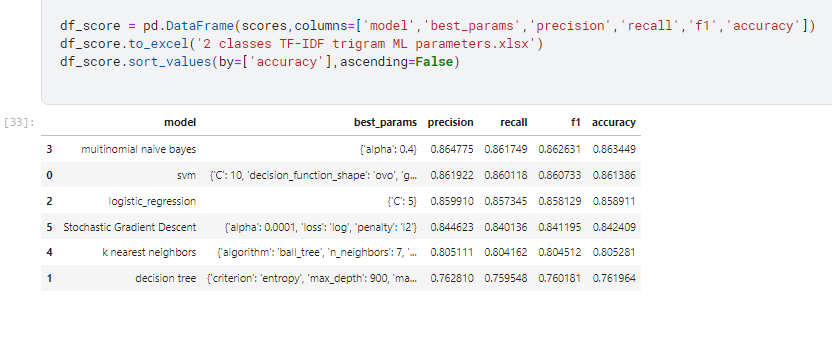 df_score = pd.DataFrame(scores,columns=['model','best_params','precision','recall','f1','accuracy'])
df_score.to_excel('2 classes TF-IDF trigram ML parameters.xlsx')
df_score.sort_values(by=['accuracy'],ascending=False)
[33]:
model best_params precision recall f1 accuracy
3 multinomial naive bayes {'alpha': 0.4} 0.864775 0.861749 0.862631 0.863449
0 svm {'C': 10, 'decision_function_shape': 'ovo', 'g... 0.861922 0.860118 0.860733 0.861386
2 logistic_regression {'C': 5} 0.859910 0.857345 0.858129 0.858911
5 Stochastic Gradient Descent {'alpha': 0.0001, 'loss': 'log', 'penalty': 'l2'} 0.844623 0.840136 0.841195 0.842409
4 k nearest neighbors {'algorithm': 'ball_tree', 'n_neighbors': 7, '... 0.805111 0.804162 0.804512 0.805281
1 decision tree {'criterion': 'entropy', 'max_depth': 900, 'ma... 0.762810 0.759548 0.760181 0.761964